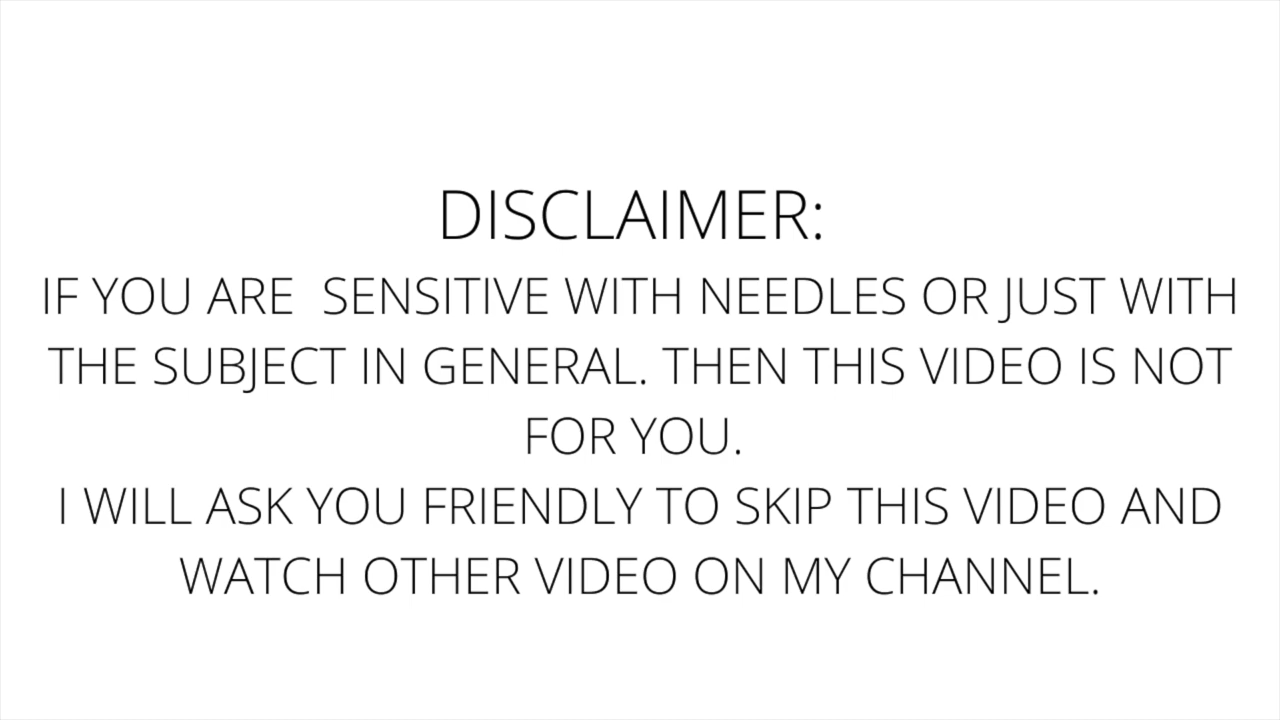 DISCLAIMER:
IF YOU ARE  SENSITIVE WITH NEEDLES OR JUST WITH
THE SUBJECT IN GENERAL. THEN THIS VIDEO IS NOT
FOR YOU.
I WILL ASK YOU FRIENDLY TO SKIP THIS VIDEO AND
WATCH OTHER VIDEO ON MY CHANNEL.